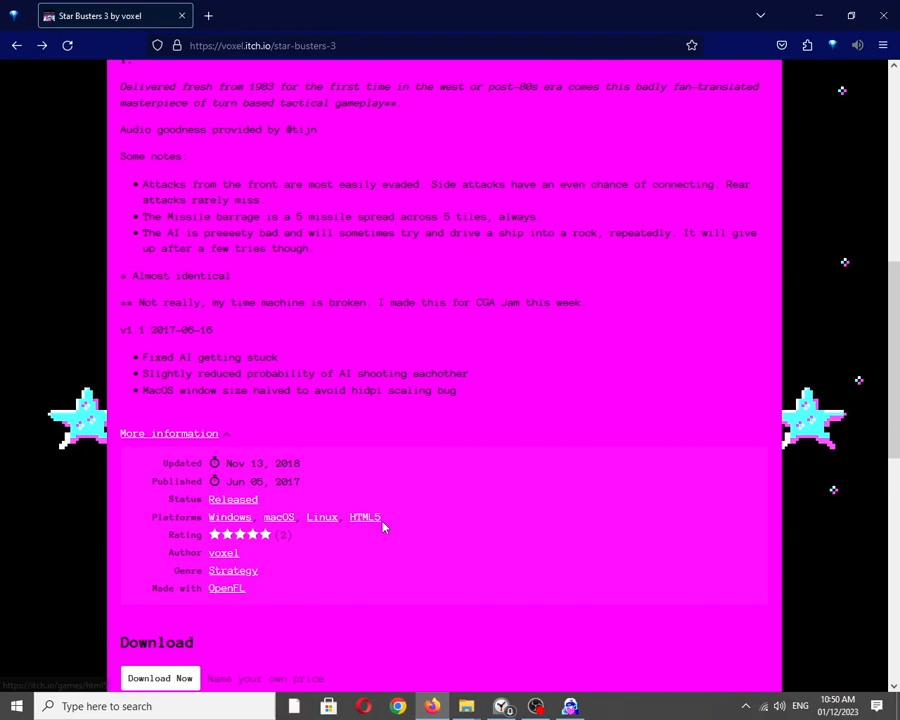 Star Busters 3 by voxel
https://voxel.itch.io/star-busters-3
Delivered fresh from 1983 for the first time in the west or post-80s era comes this badly fan-translated
masterpiece of turn based tactical gameplay**.
Audio goodness provided by @tijn
Some notes:
Attacks from the front are most easily evaded. Side attacks have an even chance of connecting. Rear
attacks rarely miss.
The Missile barrage is a 5 missile spread across 5 tiles, always.
The AI is preeeety bad and will sometimes try and drive a ship into a rock, repeatedly. It will give
up after a few tries though.
* Almost identical
** Not really, my time machine is broken. I made this for CGA Jam this week.
v1.1 2017-06-16
Fixed AI getting stuck
Slightly reduced probability of AI shooting eachother
MacOS window size halved to avoid hidpi scaling bug
More information
Updated Nov 13, 2018
Published Jun 05, 2017
Status Released
Platforms Windows, macOS, Linux, HTML5
Rating (2)
Author voxel
Genre Strategy
Made with OpenFL
Download
Download Now Name your own price
Type here to search
ENG
10:50 AM
01/12/2023